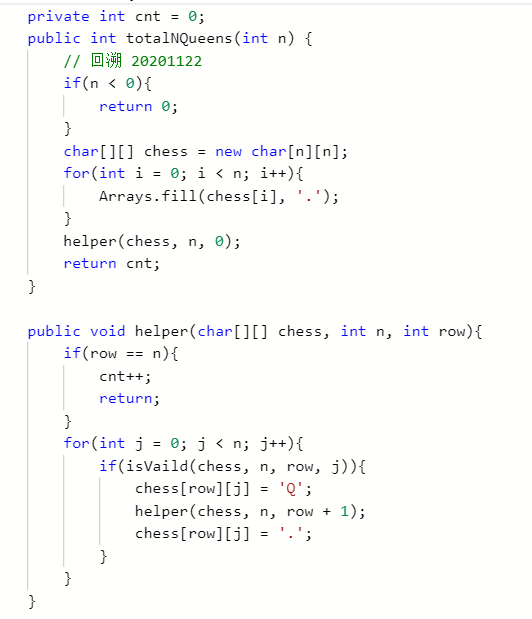 private int cnt = 0;
public int totalNQueens(int n) {
    // 回溯 20201122
    if(n < 0){
        return 0;
    }
    char[][] chess = new char[n][n];
    for(int i = 0; i < n; i++){
        Arrays.fill(chess[i], '.');
    }
    helper(chess, n, 0);
    return cnt;
}

public void helper(char[][] chess, int n, int row){
    if(row == n){
        cnt++;
        return;
    }
    for(int j = 0; j < n; j++){
        if(isVaild(chess, n, row, j)){
            chess[row][j] = 'Q';
            helper(chess, n, row + 1);
            chess[row][j] = '.';
        }
    }
}